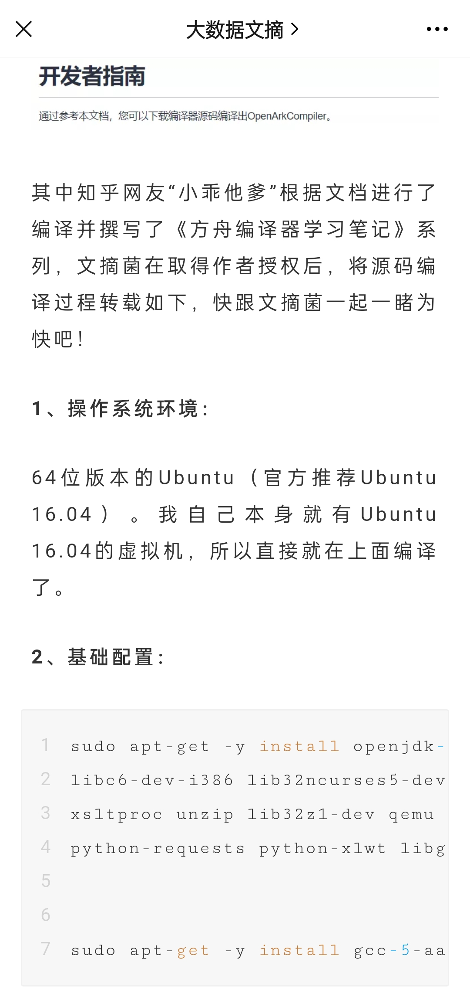 大数据文摘
开发者指南
通过参考本文档，您可以下载编译器源码编译出OpenArkCompiler。
其中知乎网友“小乖他爹”根据文档进行了
编译并撰写了《方舟编译器学习笔记》系
列，文摘菌在取得作者授权后，将源码编
译过程转载如下，快跟文摘菌一起一睹为
快吧！
1、操作系统环境：
64位版本的Ubuntu（官方推荐Ubuntu
16.04）。我自己本身就有Ubuntu
16.04的虚拟机，所以直接就在上面编译
了。
2、基础配置：
1 sudo apt-get -y install openjdk-
2 libc6-dev-i386 lib32ncurses5-dev
3 xsltproc unzip lib32z1-dev qemu
4 python-requests python-xlwt libg
5
6
7 sudo apt-get -y install gcc-5-aa